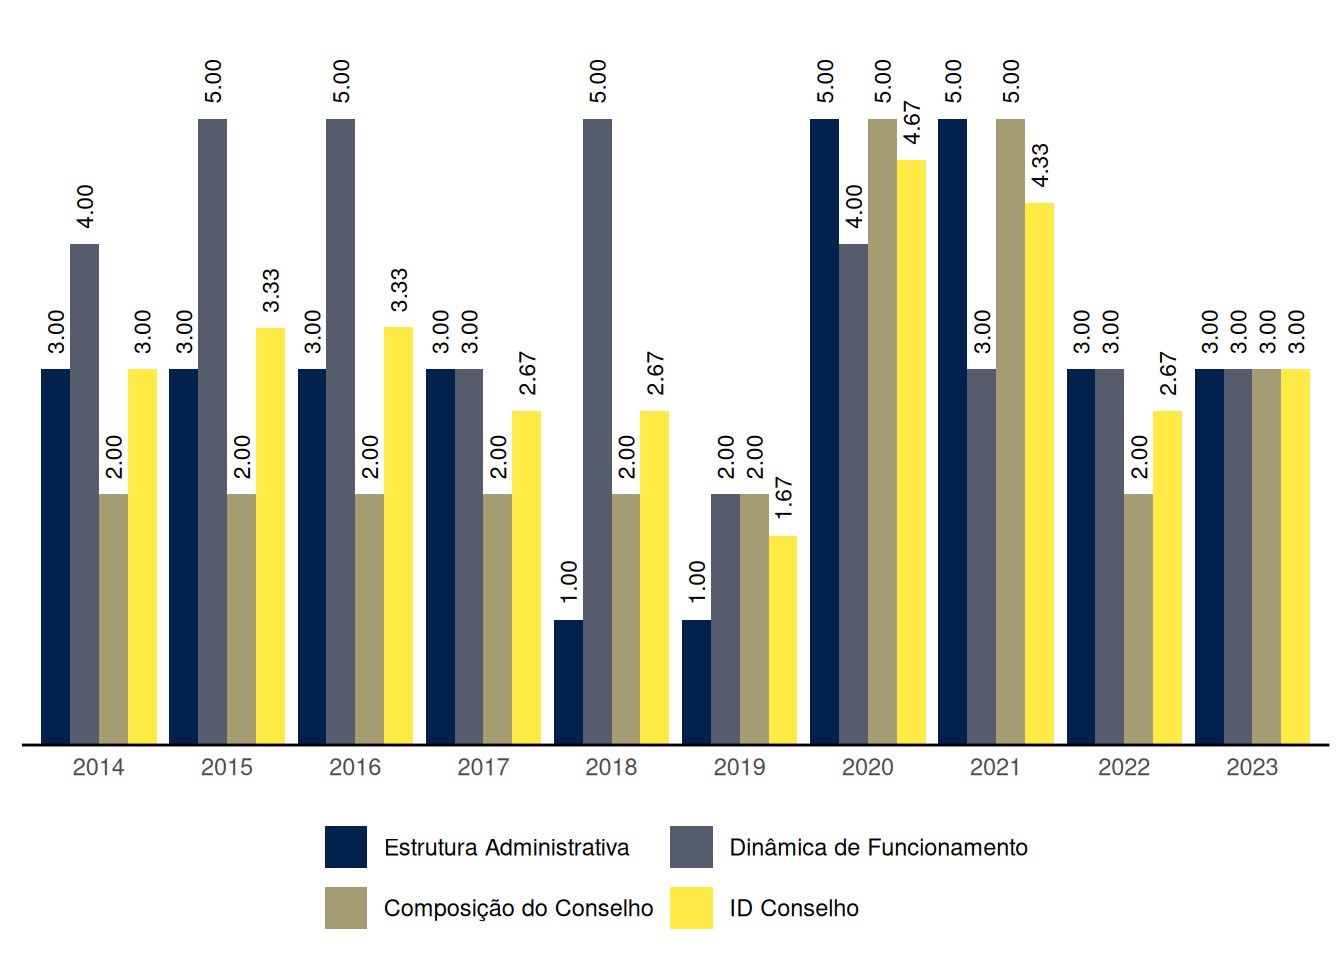 3.00 4.00 2.00 3.00
3.00 5.00 2.00 3.33
3.00 5.00 2.00 3.33
3.00 3.00 2.00 2.67
1.00 5.00 2.00 2.67
1.00 2.00 2.00 1.67
5.00 4.00 5.00 4.67
5.00 3.00 5.00 4.33
3.00 3.00 2.00 2.67
3.00 3.00 3.00 3.00
2014 2015 2016 2017 2018 2019 2020 2021 2022 2023
Estrutura Administrativa Dinâmica de Funcionamento
Composição do Conselho ID Conselho